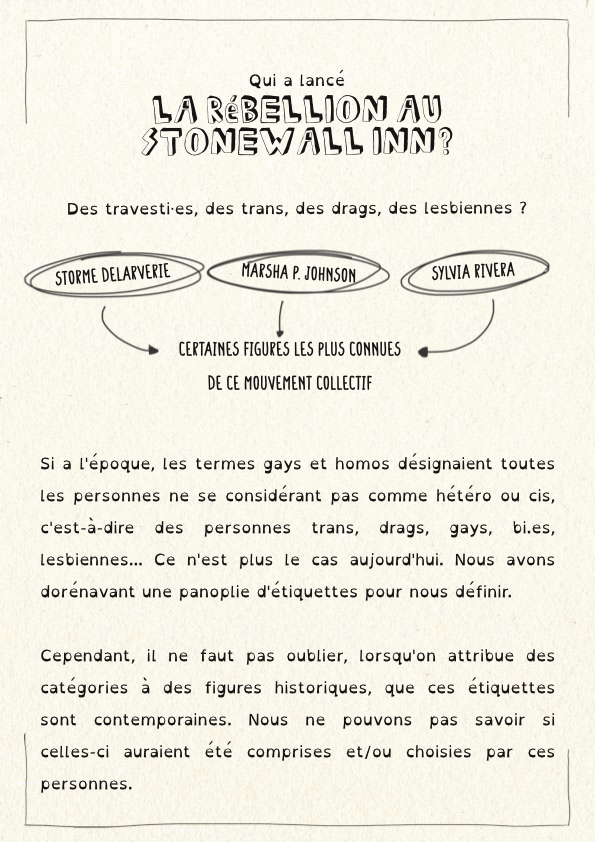 Qui a lancé
LA RéBELLION AU
STONEWALL INN?
Des travesti·es, des trans, des drags, des lesbiennes ?
STORME DELARVERIE
MARSHA P. JOHNSON
SYLVIA RIVERA
CERTAINES FIGURES LES PLUS CONNUES
DE CE MOUVEMENT COLLECTIF
Si a l'époque, les termes gays et homos désignaient toutes
les personnes ne se considérant pas comme hétéro ou cis,
c'est-à-dire des personnes trans, drags, gays, bi.es,
lesbiennes... Ce n'est plus le cas aujourd'hui. Nous avons
dorénavant une panoplie d'étiquettes pour nous définir.
Cependant, il ne faut pas oublier, lorsqu'on attribue des
catégories à des figures historiques, que ces étiquettes
sont contemporaines. Nous ne pouvons pas savoir si
celles-ci auraient été comprises et/ou choisies par ces
personnes.